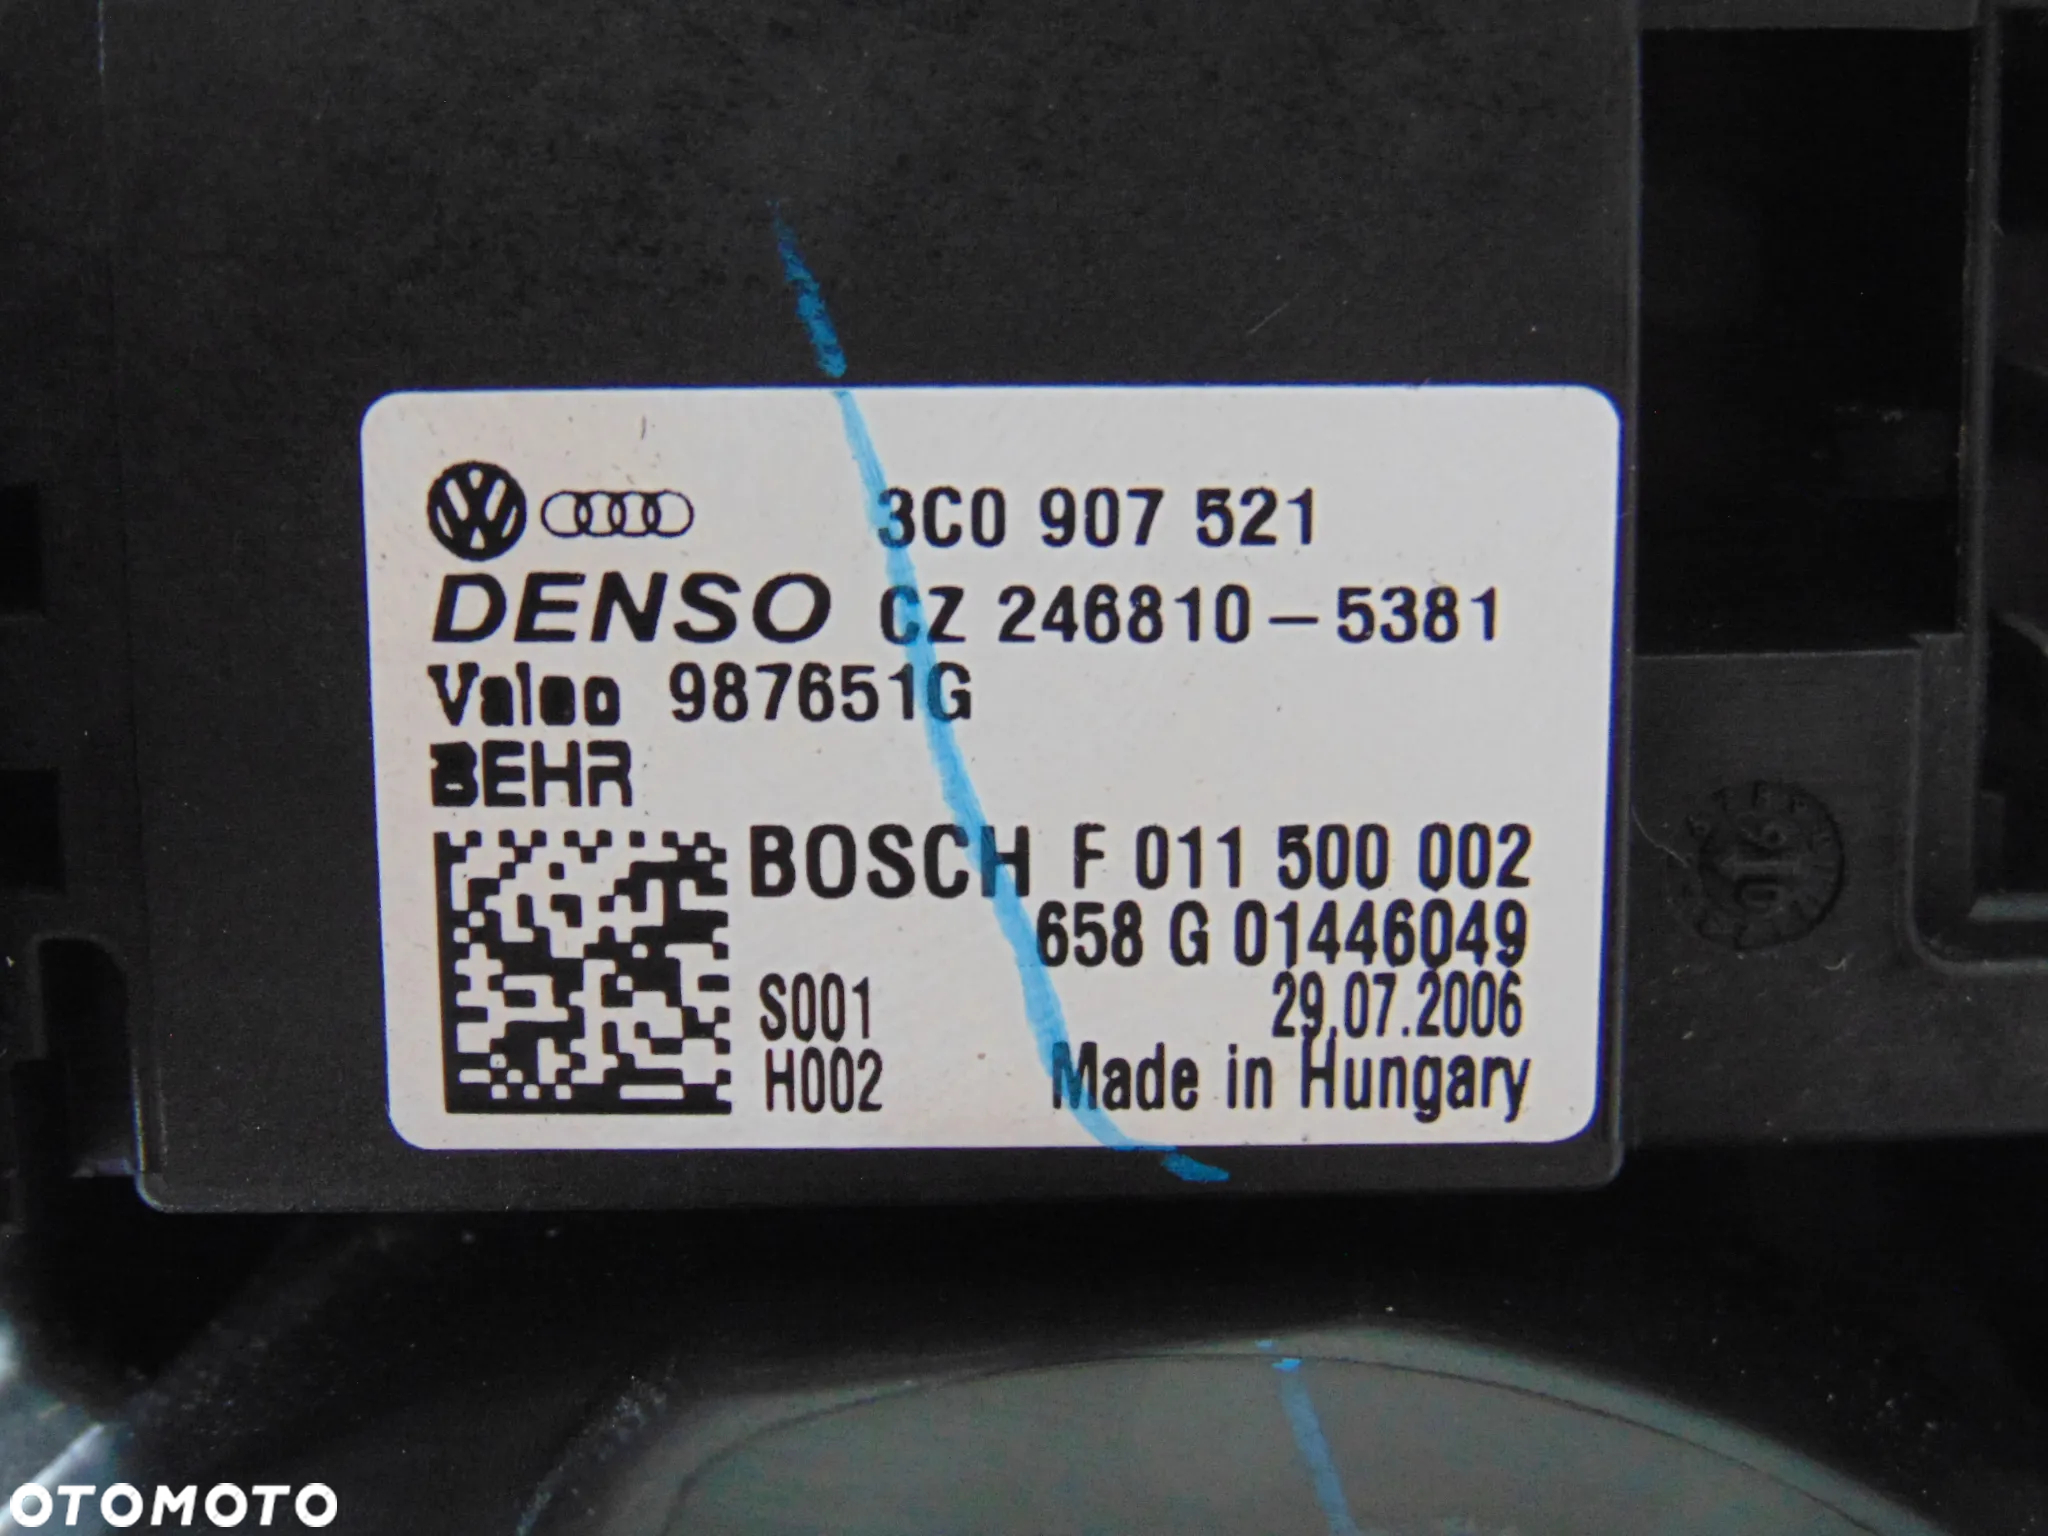 3C0 907 521
DENSO CZ 246810-5381
Valeo 987651G
BEHR
BOSCH F 011 500 002
658 G 01446049
S001 29.07.2006
H002 Made in Hungary
OTOMOTO